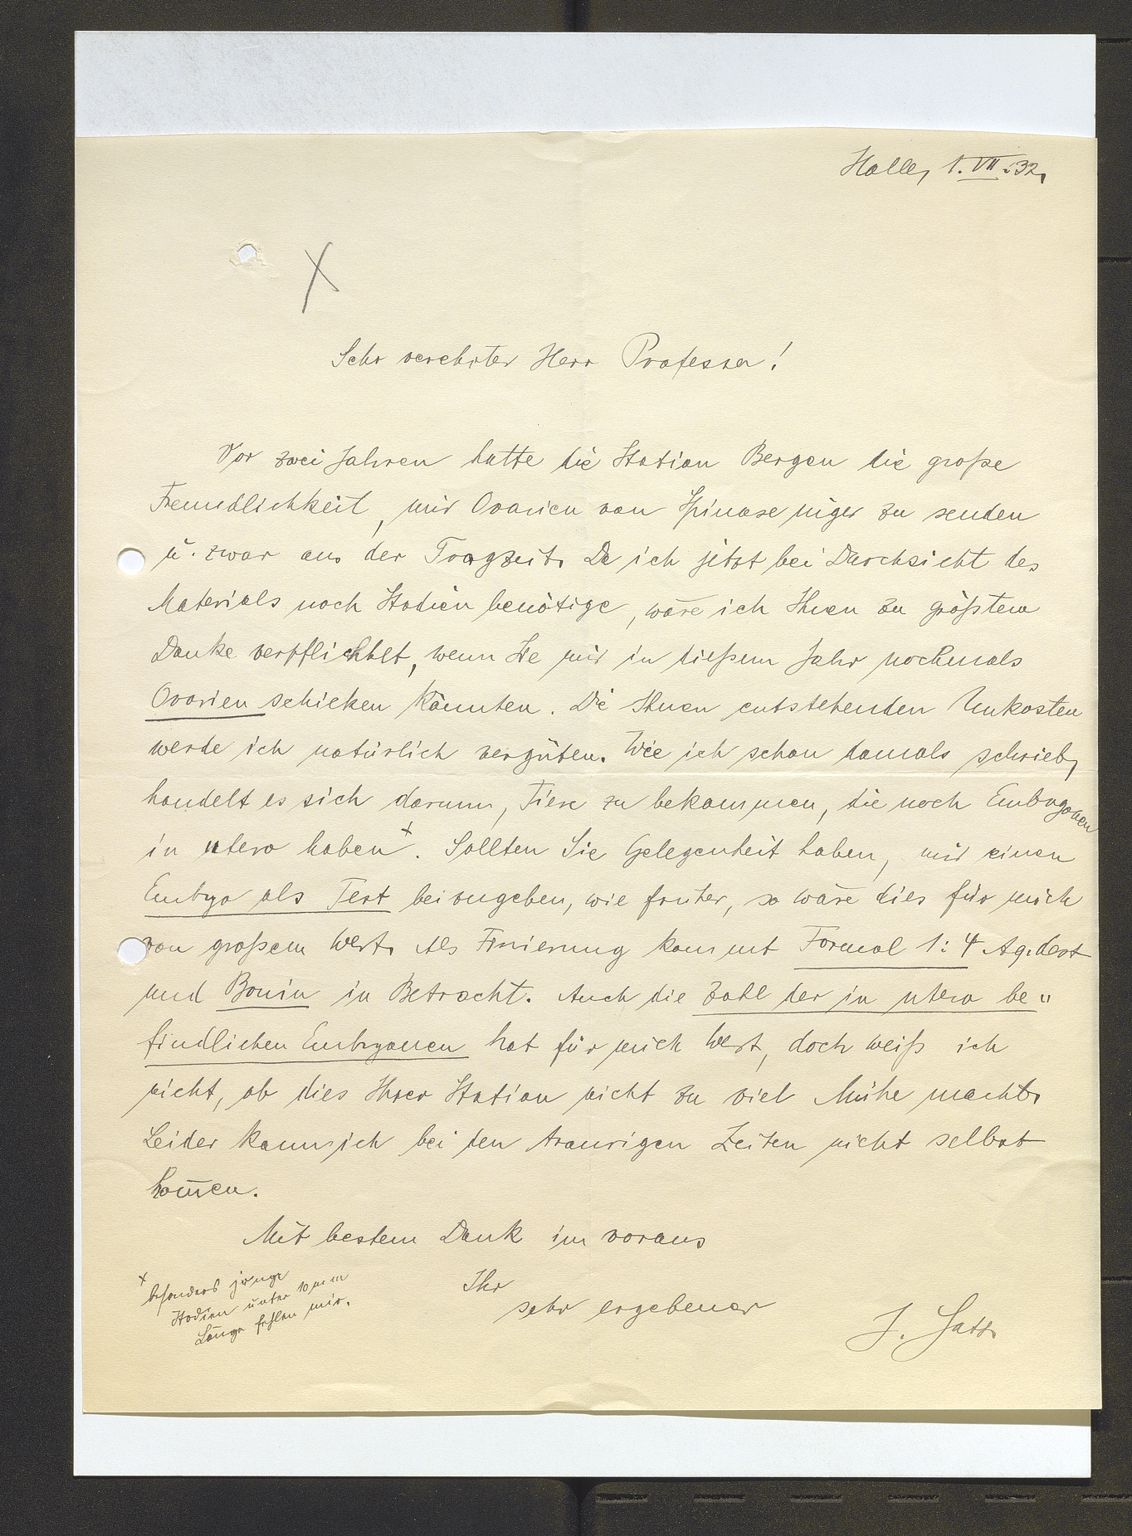 Halle, 1. VII. 32.
X
Sehr verehrter Herr Professor!
Vor zwei Jahren hatte die Station Bergen die große
Freundlichkeit, mir Ovarien von Spinax niger zu senden
u. zwar aus der Tragzeit. Da ich jetzt bei Durchsicht des
Materials noch Stadien benötige, wäre ich Ihnen zu größtem
Danke verpflichtet, wenn Sie mir in dießem Jahr nochmals
Ovarien schicken könnten. Die Ihnen entstehenden Unkosten
werde ich natürlich vergüten. Wie ich schon damals schrieb,
handelt es sich darum, Tiere zu bekommen, die noch Embryonen
in utero haben x. Sollten Sie Gelegenheit haben, mir einen
Embryo als Test beizugeben, wie früher, so wäre dies für mich
von großem Wert. Als Fixierung kommt Formol 1:4 Aq. dest
und Bouin in Betracht. Auch die Zahl der in utero be-
findlichen Embryonen hat für mich Wert, doch weiß ich
nicht, ob dies Ihrer Station nicht zu viel Mühe macht.
Leider kann ich bei den traurigen Zeiten nicht selbst
kom̅en.
Mit bestem Dank im voraus
Ihr
sehr ergebener
x besonders junge
Stadien unter 10 mm
Länge fehlen mir.